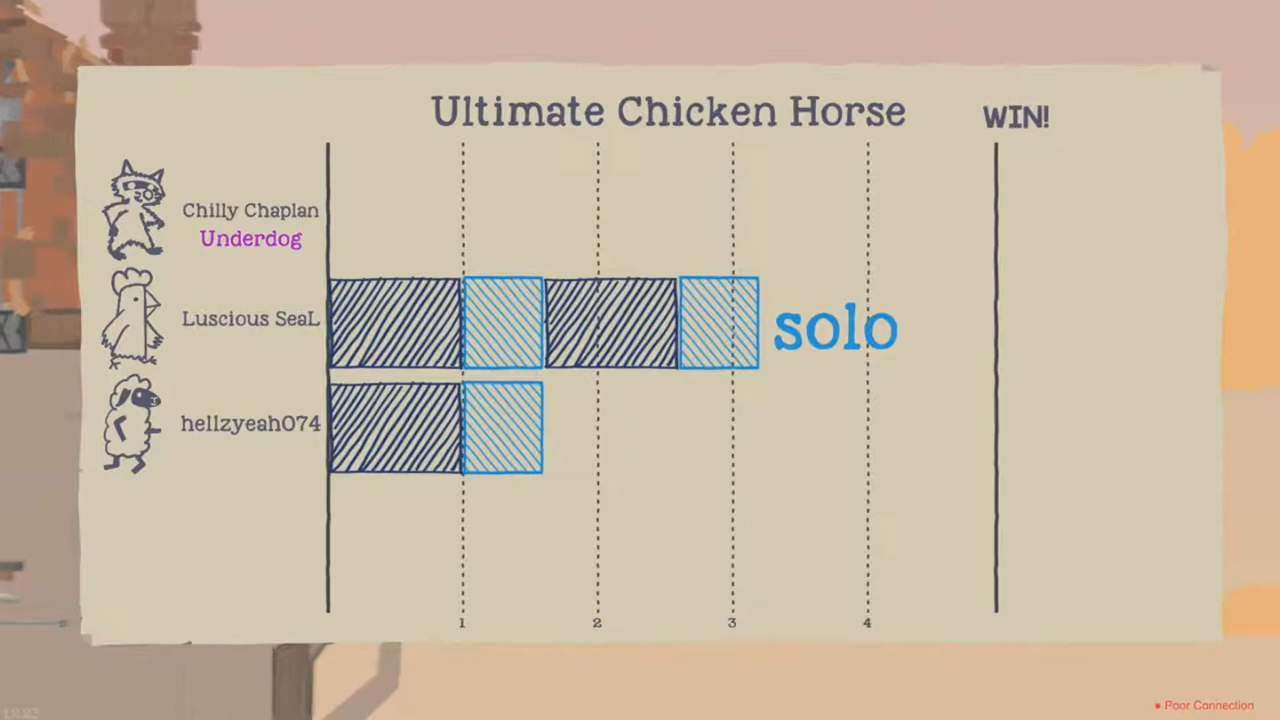 Ultimate Chicken Horse
WIN!
Chilly Chaplan
Underdog
Luscious SeaL
solo
hellzyeah074
1 2 3 4
Poor Connection